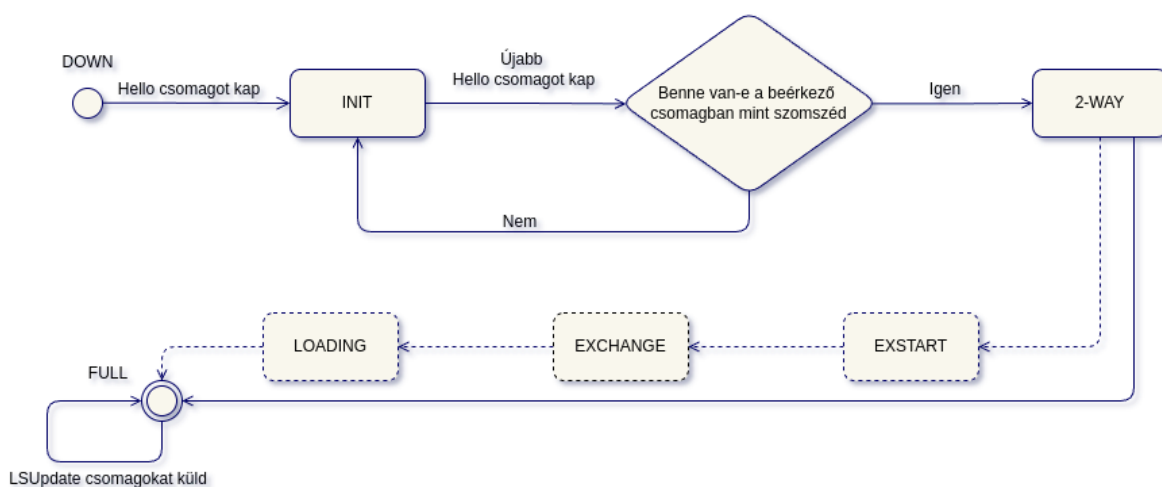 DOWN
Hello csomagot kap
INIT
Újabb
Hello csomagot kap
Benne van-e a beérkező
csomagban mint szomszéd
Igen
2-WAY
Nem
LOADING
EXCHANGE
EXSTART
FULL
LSUpdate csomagokat küld